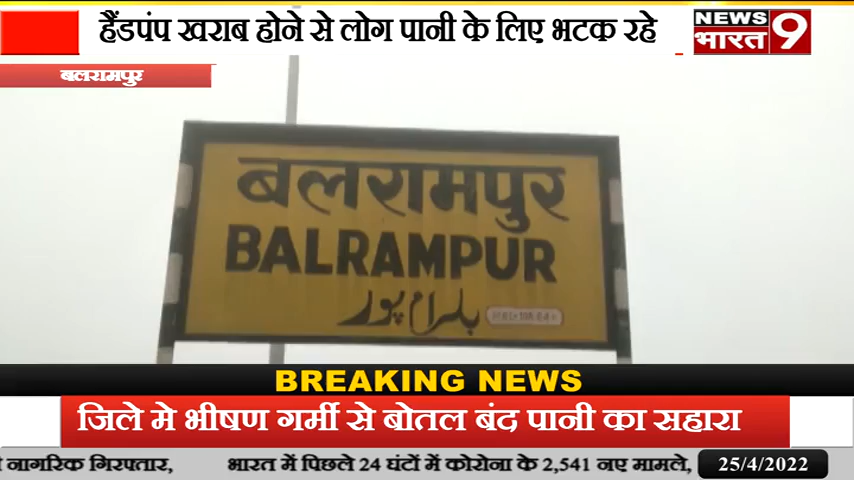 हैंडपंप खराब होने से लोग पानी के लिए भटक रहे
NEWS
भारत 9
बलरामपुर
बलरामपुर
BALRAMPUR
بلرام پور
BREAKING NEWS
जिले मे भीषण गर्मी से बोतल बंद पानी का सहारा
नागरिक गिरफ्तार, भारत में पिछले 24 घंटों में कोरोना के 2,541 नए मामले,
25/4/2022